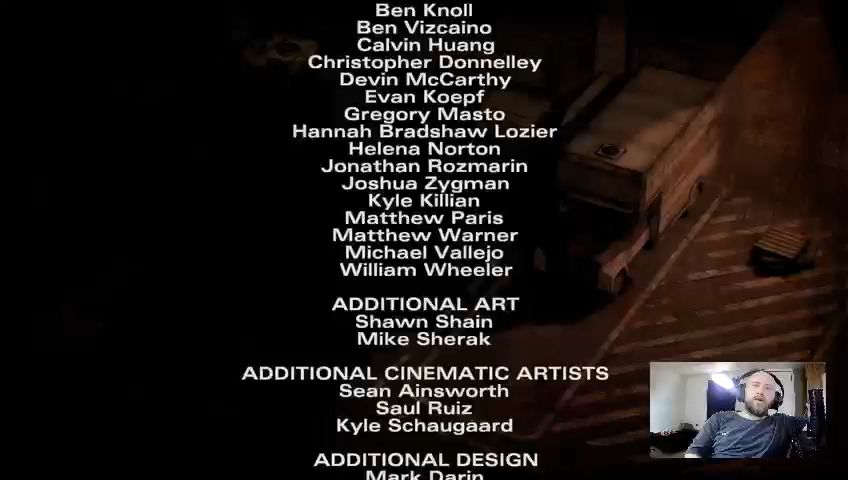 Ben Knoll
Ben Vizcaino
Calvin Huang
Christopher Donnelley
Devin McCarthy
Evan Koepf
Gregory Masto
Hannah Bradshaw Lozier
Helena Norton
Jonathan Rozmarin
Joshua Zygman
Kyle Killian
Matthew Paris
Matthew Warner
Michael Vallejo
William Wheeler
ADDITIONAL ART
Shawn Shain
Mike Sherak
ADDITIONAL CINEMATIC ARTISTS
Sean Ainsworth
Saul Ruiz
Kyle Schaugaard
ADDITIONAL DESIGN
Mark Darin